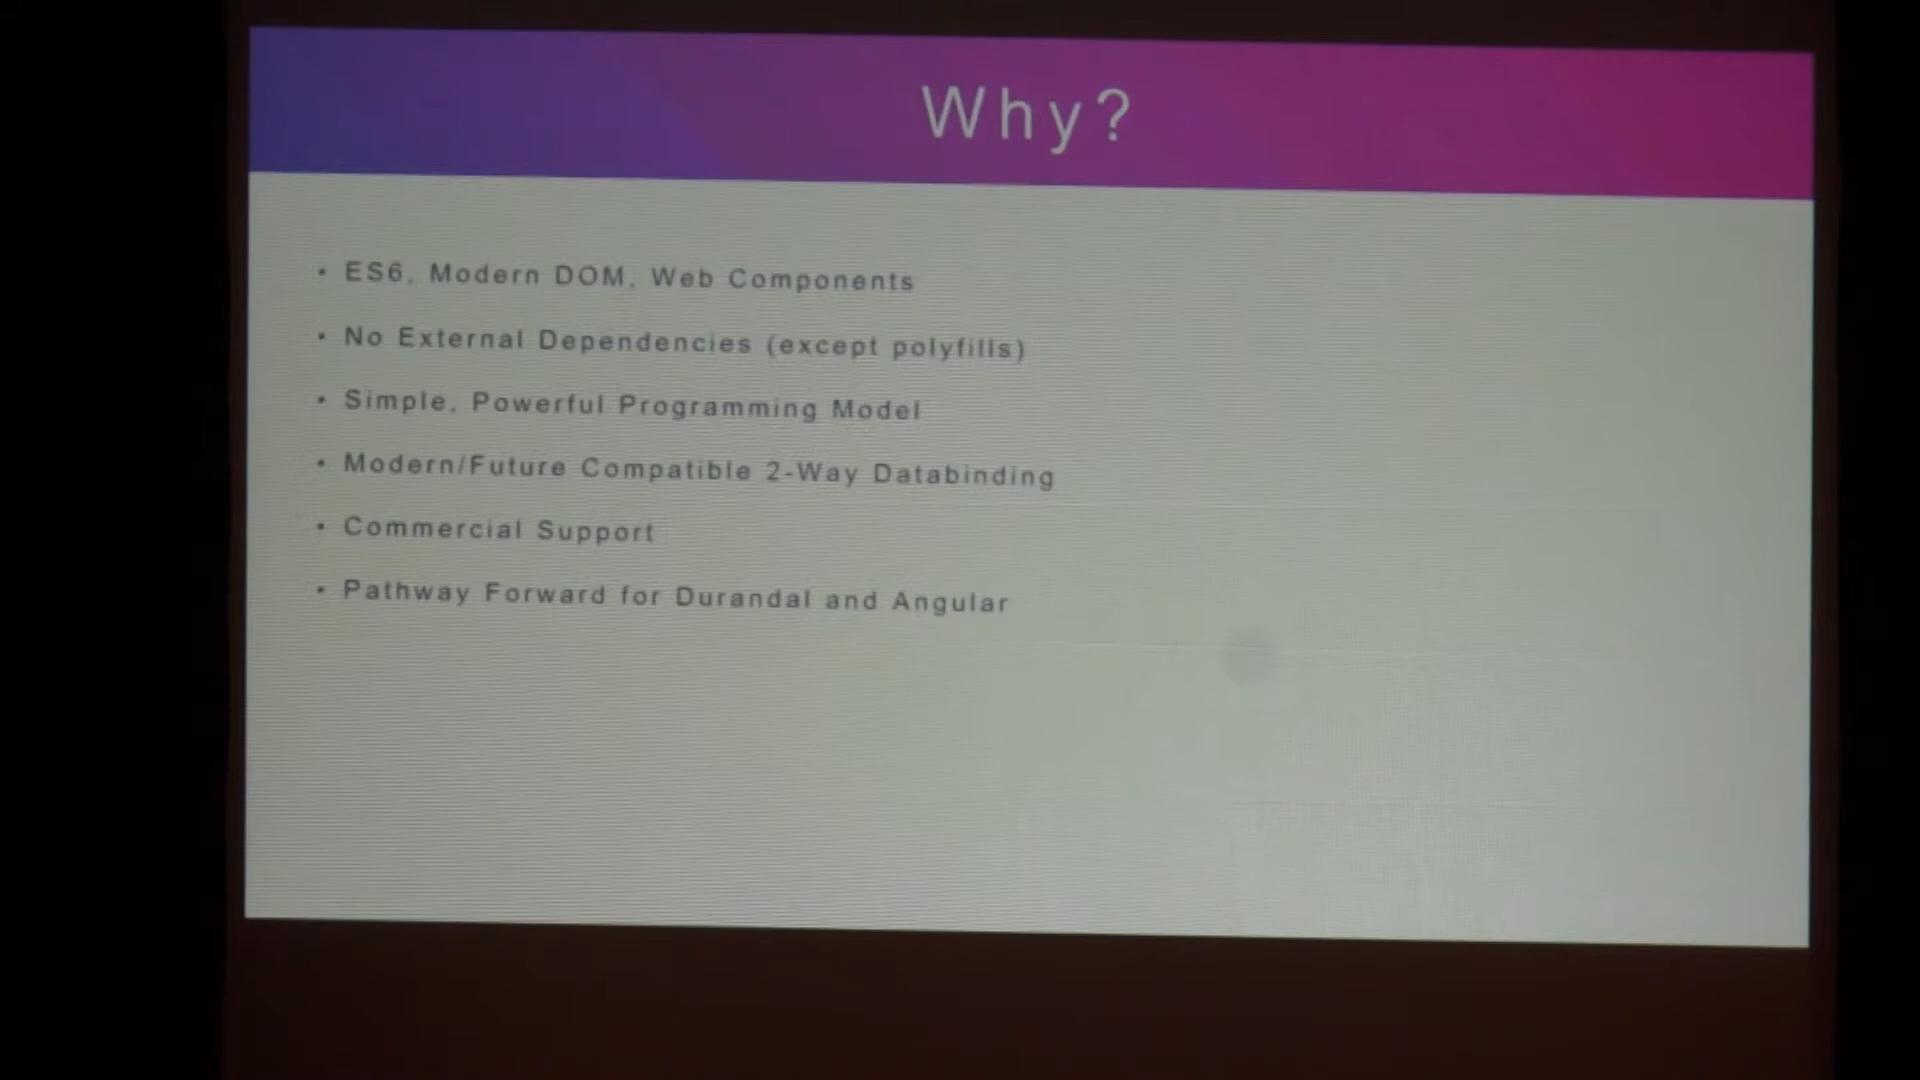 Why?
• ES6, Modern DOM, Web Components
• No External Dependencies (except polyfills)
• Simple, Powerful Programming Model
• Modern/Future Compatible 2-Way Databinding
• Commercial Support
• Pathway Forward for Durandal and Angular